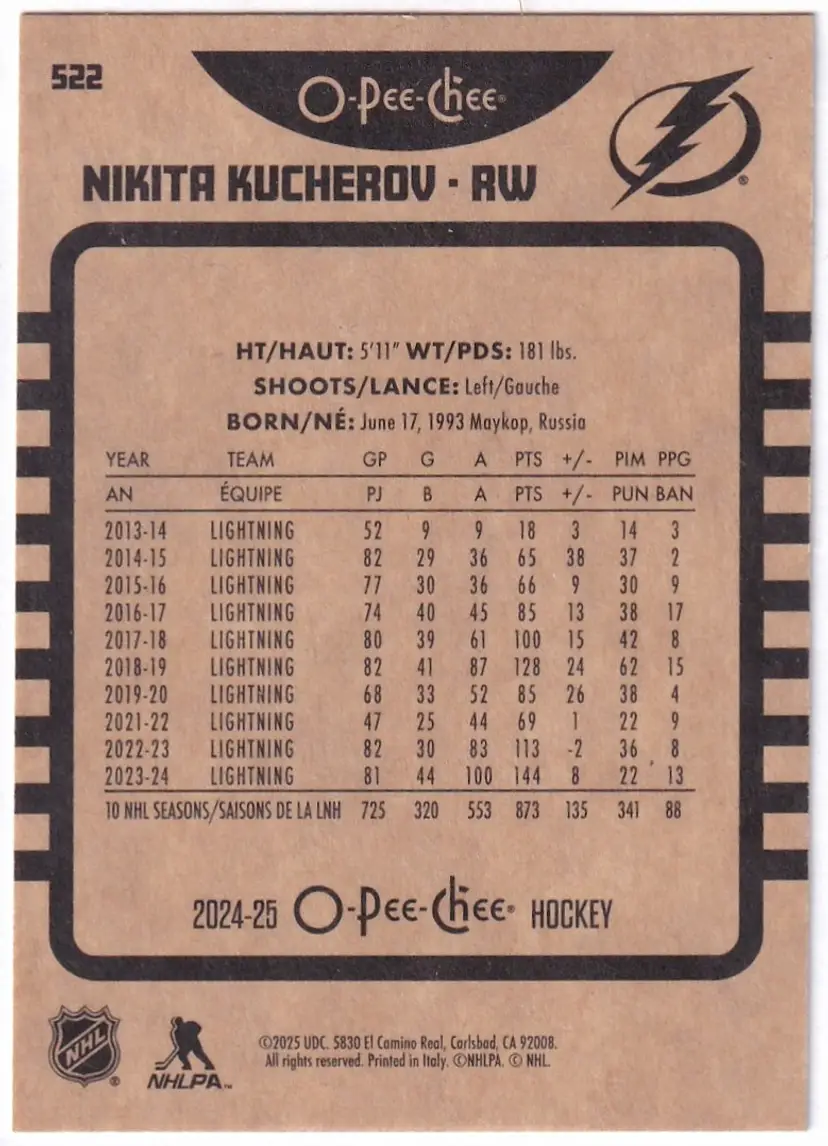 522
O-Pee-Chee®
NIKITA KUCHEROV · RW
®
HT/HAUT: 5'11" WT/PDS: 181 lbs.
SHOOTS/LANCE: Left/Gauche
BORN/NÉ: June 17, 1993 Maykop, Russia
YEAR TEAM GP G A PTS +/- PIM PPG
AN ÉQUIPE PJ B A PTS +/- PUN BAN
2013-14 LIGHTNING 52 9 9 18 3 14 3
2014-15 LIGHTNING 82 29 36 65 38 37 2
2015-16 LIGHTNING 77 30 36 66 9 30 9
2016-17 LIGHTNING 74 40 45 85 13 38 17
2017-18 LIGHTNING 80 39 61 100 15 42 8
2018-19 LIGHTNING 82 41 87 128 24 62 15
2019-20 LIGHTNING 68 33 52 85 26 38 4
2021-22 LIGHTNING 47 25 44 69 1 22 9
2022-23 LIGHTNING 82 30 83 113 -2 36 8
2023-24 LIGHTNING 81 44 100 144 8 22 13
10 NHL SEASONS/SAISONS DE LA LNH 725 320 553 873 135 341 88
2024-25 O-Pee-Chee® HOCKEY
NHL ®
NHLPA™
©2025 UDC. 5830 El Camino Real, Carlsbad, CA 92008.
All rights reserved. Printed in Italy. ©NHLPA. © NHL.